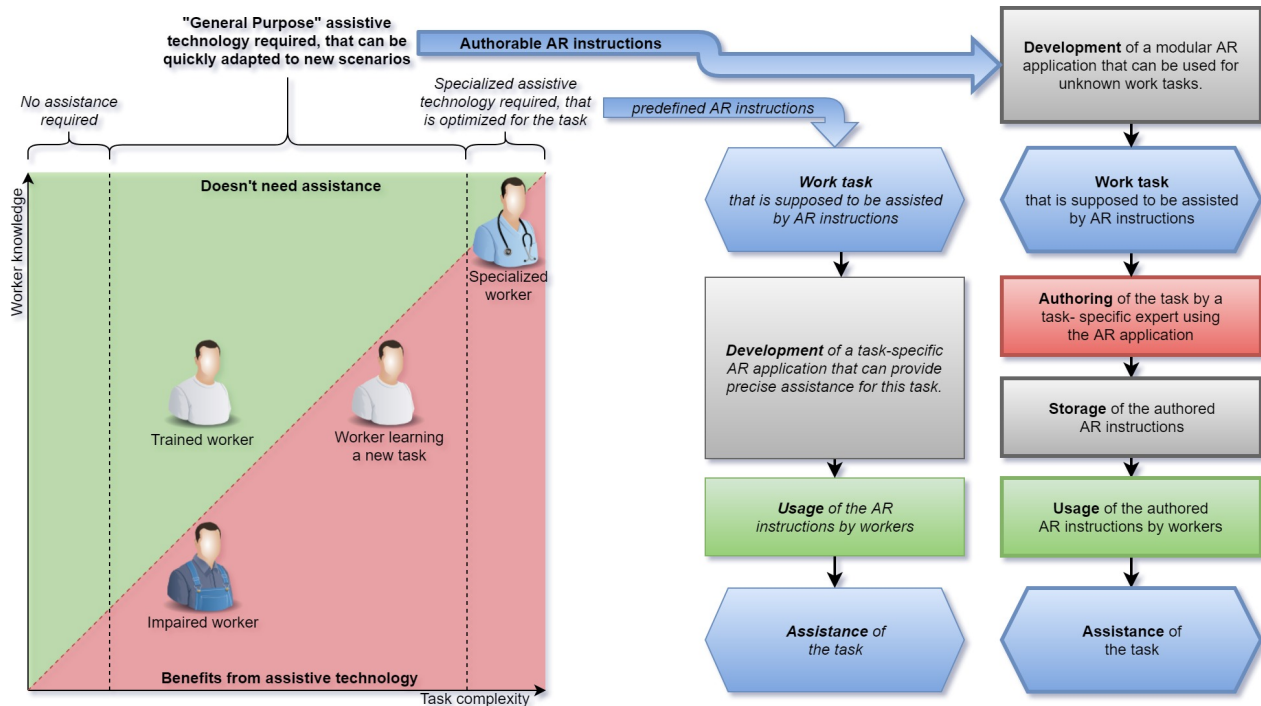 "General Purpose" assistive
technology required, that can be
quickly adapted to new scenarios
Authorable AR instructions
Development of a modular AR
application that can be used for
unknown work tasks.
No assistance
required
Specialized assistive
technology required, that
is optimized for the task
predefined AR instructions
Worker knowledge
Doesn't need assistance
Specialized
worker
Trained worker
Worker learning
a new task
Impaired worker
Benefits from assistive technology
Task complexity
Work task
that is supposed to be assisted
by AR instructions
Development of a task-specific
AR application that can provide
precise assistance for this task.
Usage of the AR
instructions by workers
Assistance of
the task
Work task
that is supposed to be assisted
by AR instructions
Authoring of the task by a
task- specific expert using
the AR application
Storage of the authored
AR instructions
Usage of the authored
AR instructions by workers
Assistance of
the task